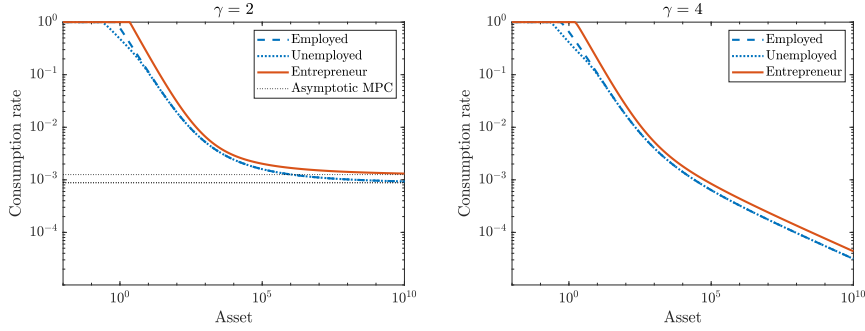 γ = 2
10^0
10^-1
10^-2
10^-3
10^-4
Consumption rate
Employed
Unemployed
Entrepreneur
Asymptotic MPC
10^0
10^5
10^10
Asset
γ = 4
10^0
10^-1
10^-2
10^-3
10^-4
Consumption rate
Employed
Unemployed
Entrepreneur
10^0
10^5
10^10
Asset